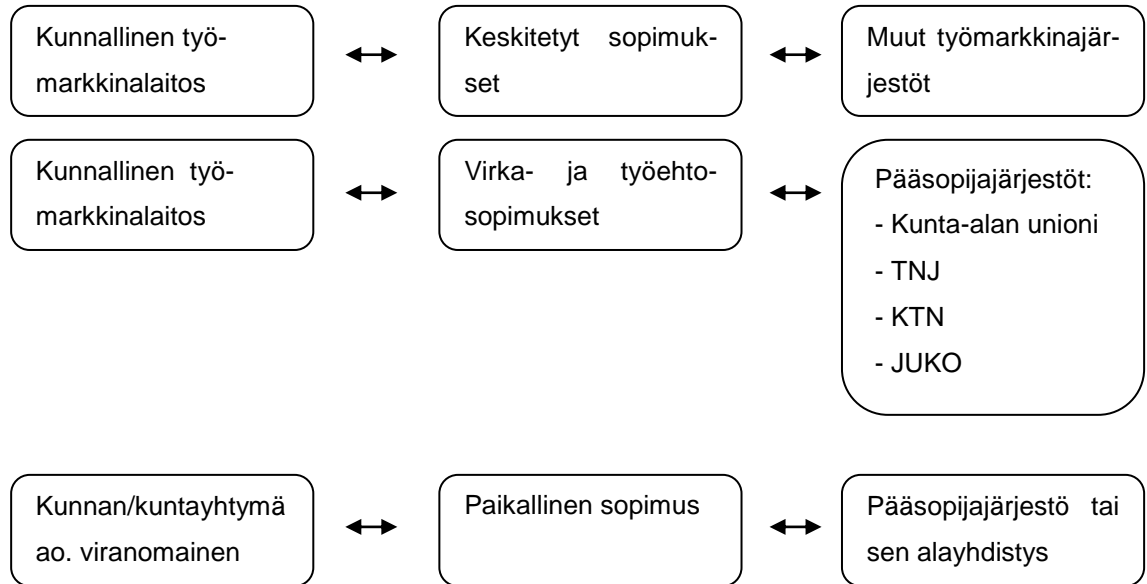 Kunnallinen työ-
markkinalaitos
Keskitetyt sopimuk-
set
Muut työmarkkinajär-
jestöt
Kunnallinen työ-
markkinalaitos
Virka- ja työehto-
sopimukset
Pääsopijajärjestöt:
- Kunta-alan unioni
- TNJ
- KTN
- JUKO
Kunnan/kuntayhtymä
ao. viranomainen
Paikallinen sopimus
Pääsopijajärjestö tai
sen alayhdistys